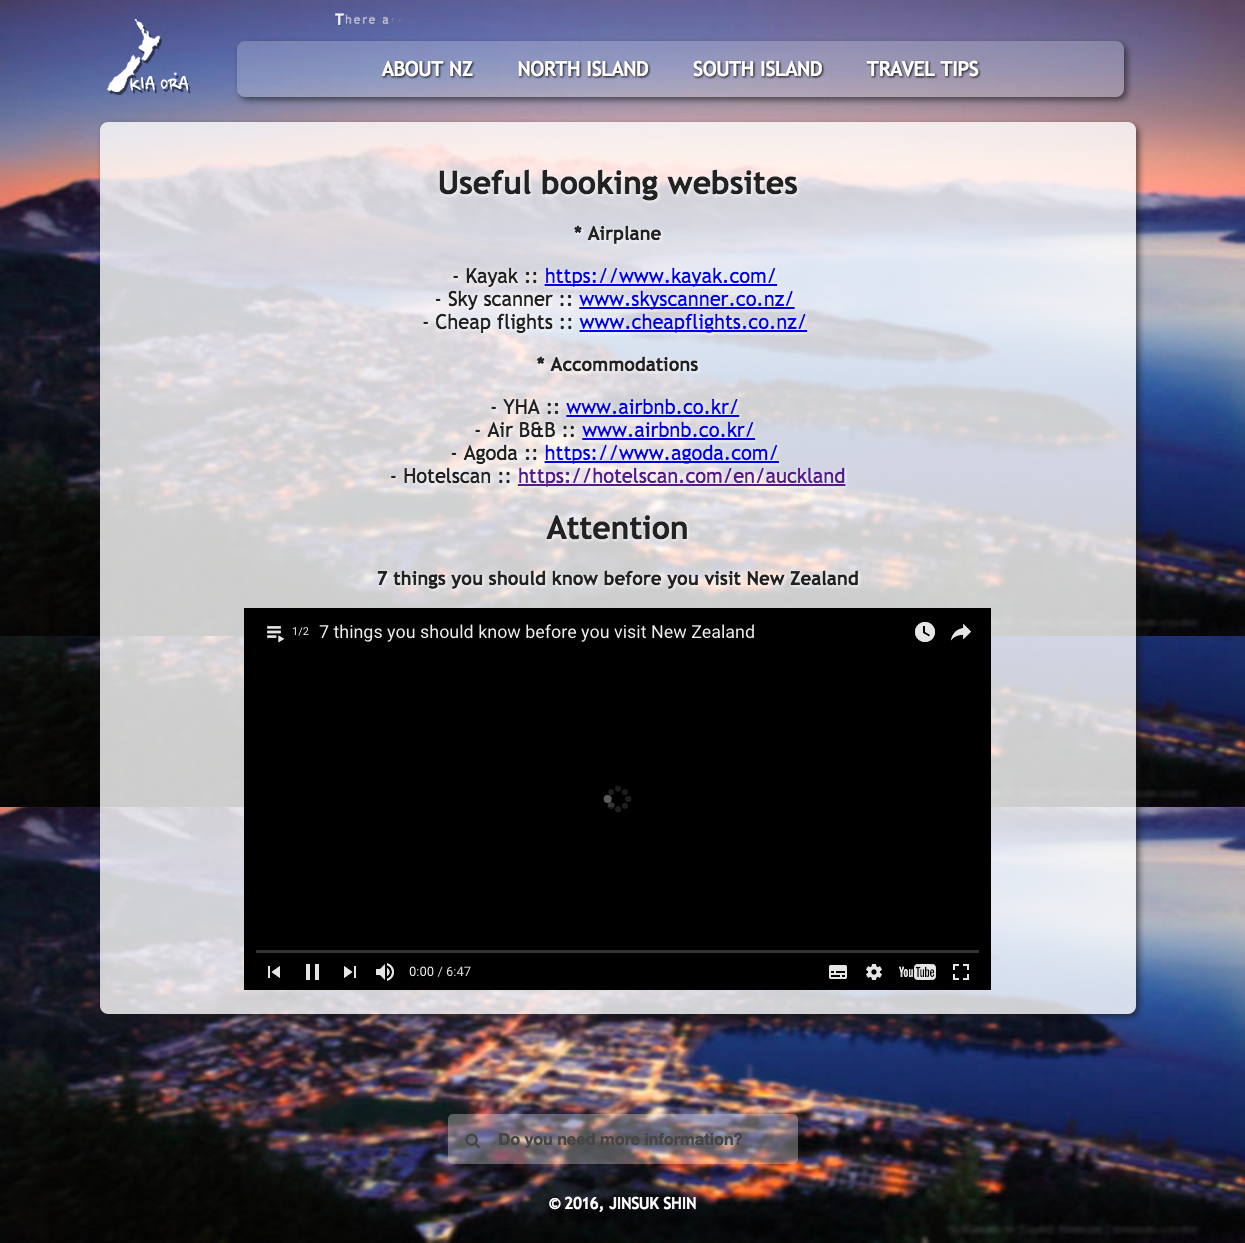 There a
KIA ORA
ABOUT NZ NORTH ISLAND SOUTH ISLAND TRAVEL TIPS
Useful booking websites
* Airplane
- Kayak :: https://www.kayak.com/
- Sky scanner :: www.skyscanner.co.nz/
- Cheap flights :: www.cheapflights.co.nz/
* Accommodations
- YHA :: www.airbnb.co.kr/
- Air B&B :: www.airbnb.co.kr/
- Agoda :: https://www.agoda.com/
- Hotelscan :: https://hotelscan.com/en/auckland
Attention
7 things you should know before you visit New Zealand
1/2 7 things you should know before you visit New Zealand
0:00 / 6:47 YouTube
Do you need more information?
© 2016, JINSUK SHIN